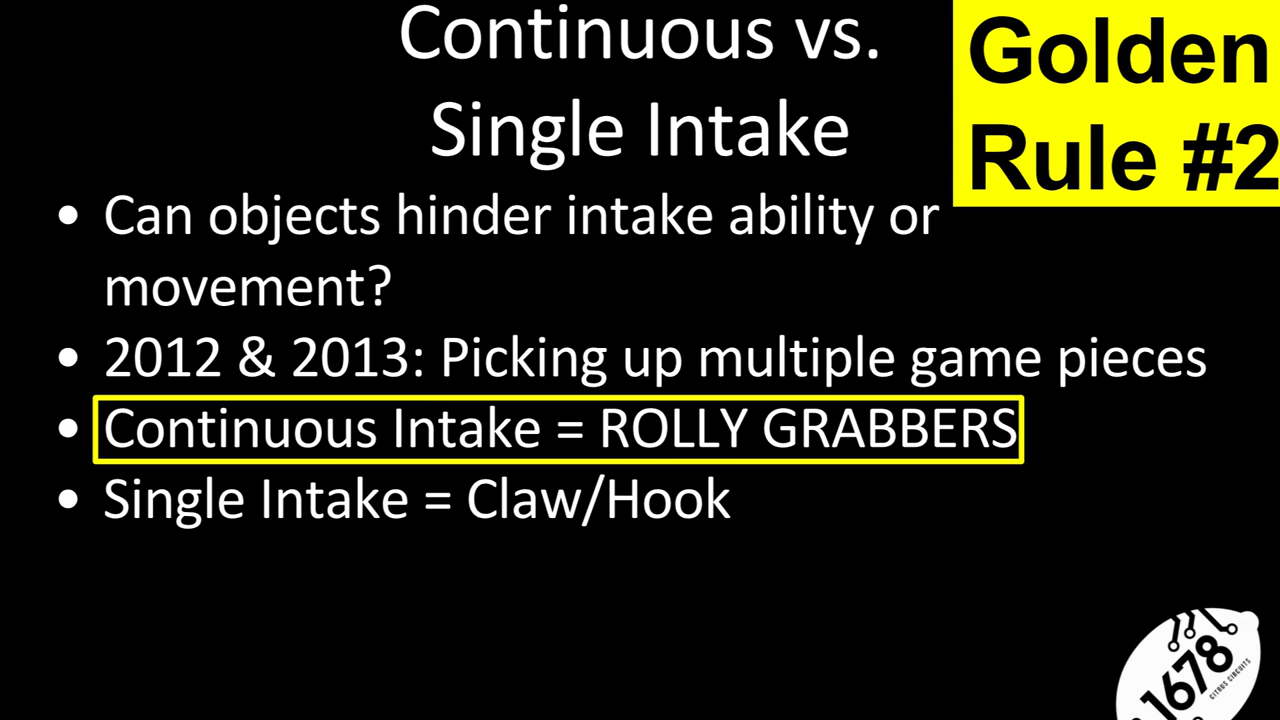 Continuous vs.
Single Intake
Golden
Rule #2
• Can objects hinder intake ability or
movement?
• 2012 & 2013: Picking up multiple game pieces
• Continuous Intake = ROLLY GRABBERS
• Single Intake = Claw/Hook
1678
CITRUS CIRCUITS